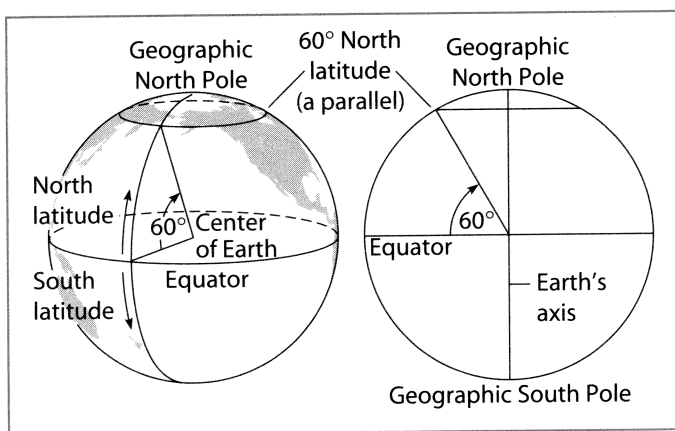 Geographic
North Pole
60° North
latitude
(a parallel)
Geographic
North Pole
North
latitude
60°
Center
of Earth
South
latitude
Equator
60°
Equator
Earth's
axis
Geographic South Pole